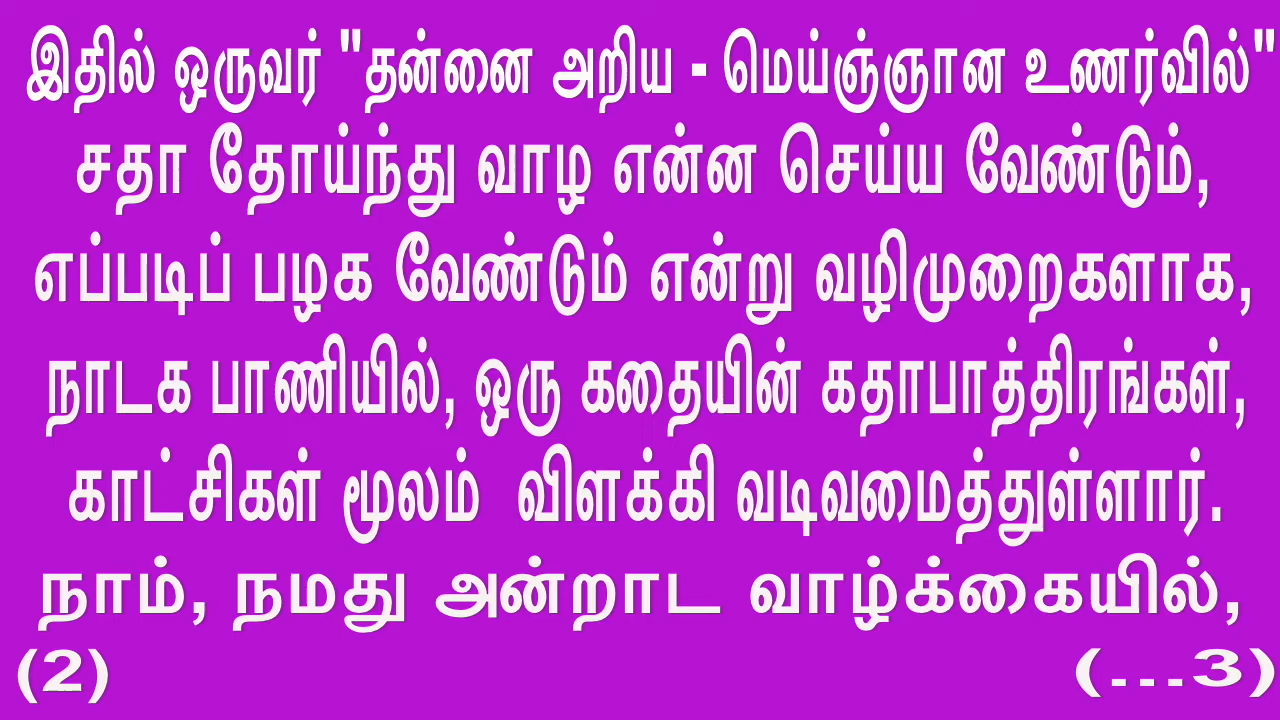 இதில் ஒருவர் "தன்னை அறிய - மெய்ஞ்ஞான உணர்வில்"
சதா தோய்ந்து வாழ என்ன செய்ய வேண்டும்,
எப்படிப் பழக வேண்டும் என்று வழிமுறைகளாக,
நாடக பாணியில், ஒரு கதையின் கதாபாத்திரங்கள்,
காட்சிகள் மூலம் விளக்கி வடிவமைத்துள்ளார்.
நாம், நமது அன்றாட வாழ்க்கையில்,
(2) (...3)